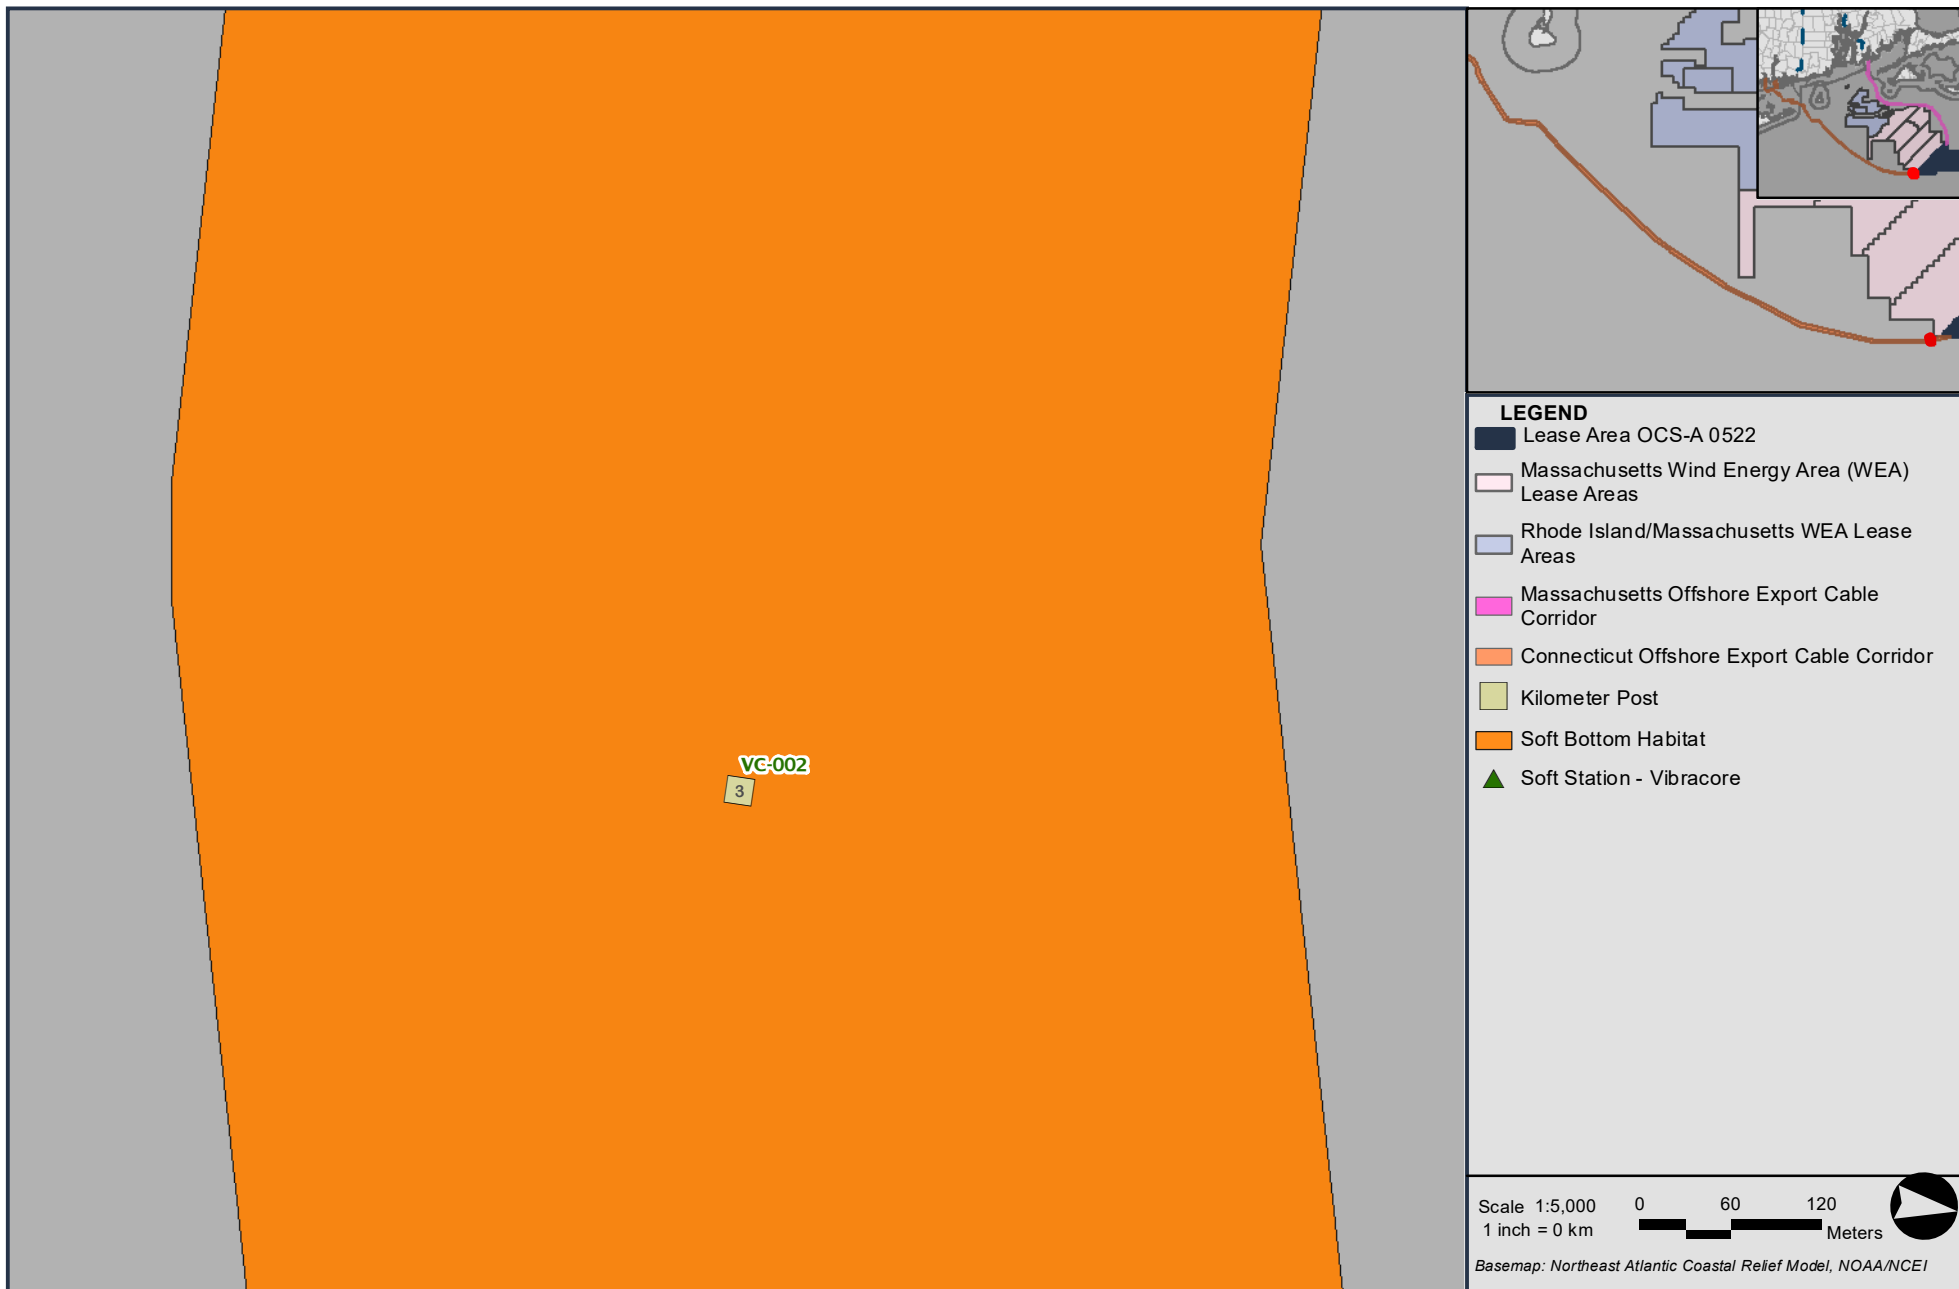 VC-002
3
LEGEND
Lease Area OCS-A 0522
Massachusetts Wind Energy Area (WEA)
Lease Areas
Rhode Island/Massachusetts WEA Lease
Areas
Massachusetts Offshore Export Cable
Corridor
Connecticut Offshore Export Cable Corridor
Kilometer Post
Soft Bottom Habitat
Soft Station - Vibracore
Scale 1:5,000
1 inch = 0 km
0 60 120
Meters
Basemap: Northeast Atlantic Coastal Relief Model, NOAA/NCEI